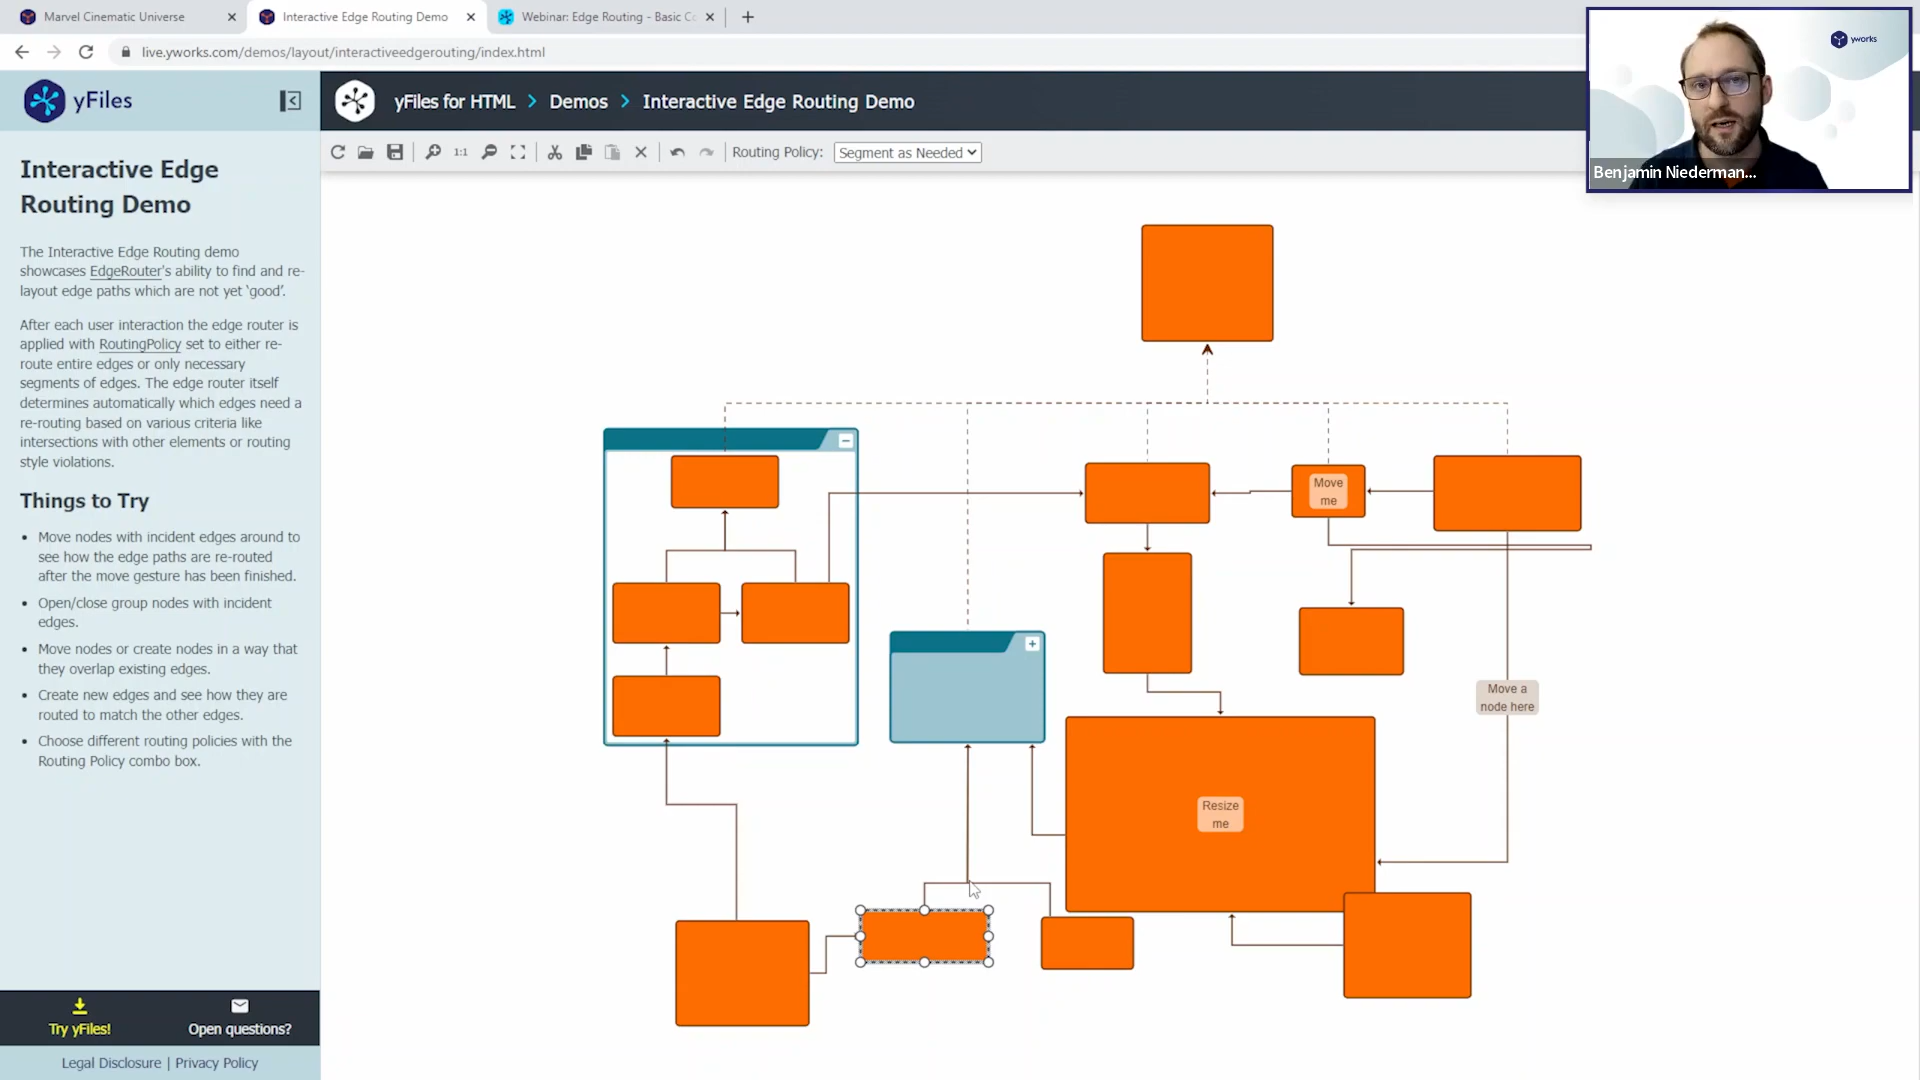 Marvel Cinematic Universe
Interactive Edge Routing Demo
Webinar: Edge Routing - Basic Co
live.yworks.com/demos/layout/interactiveedgerouting/index.html
yworks
Benjamin Niederman...
yFiles
yFiles for HTML > Demos > Interactive Edge Routing Demo
1:1
Routing Policy:
Segment as Needed
Interactive Edge
Routing Demo
The Interactive Edge Routing demo
showcases EdgeRouter's ability to find and re-
layout edge paths which are not yet ‘good’.
After each user interaction the edge router is
applied with RoutingPolicy set to either re-
route entire edges or only necessary
segments of edges. The edge router itself
determines automatically which edges need a
re-routing based on various criteria like
intersections with other elements or routing
style violations.
Things to Try
• Move nodes with incident edges around to
see how the edge paths are re-routed
after the move gesture has been finished.
• Open/close group nodes with incident
edges.
• Move nodes or create nodes in a way that
they overlap existing edges.
• Create new edges and see how they are
routed to match the other edges.
• Choose different routing policies with the
Routing Policy combo box.
Try yFiles!
Open questions?
Legal Disclosure | Privacy Policy
Move
me
Move a
node here
Resize
me